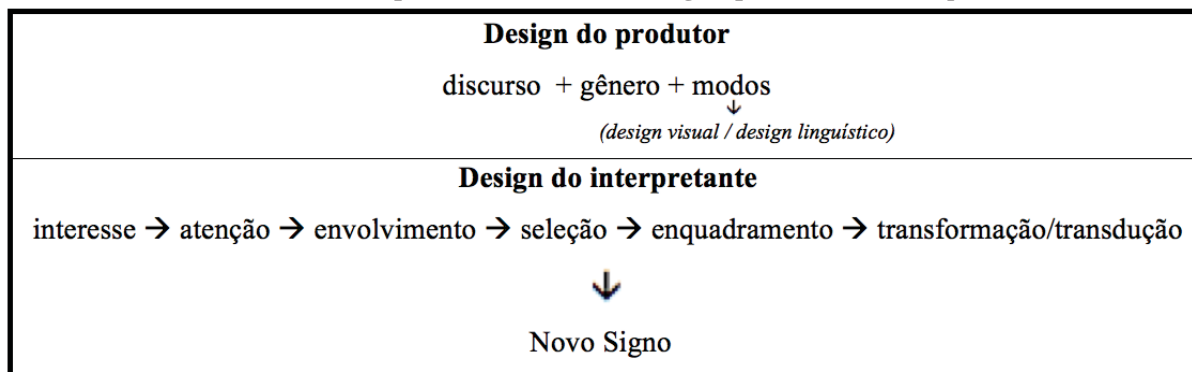 Design do produtor
discurso + gênero + modos
↓
(design visual / design linguístico)
Design do interpretante
interesse → atenção → envolvimento → seleção → enquadramento → transformação/transdução
↓
Novo Signo